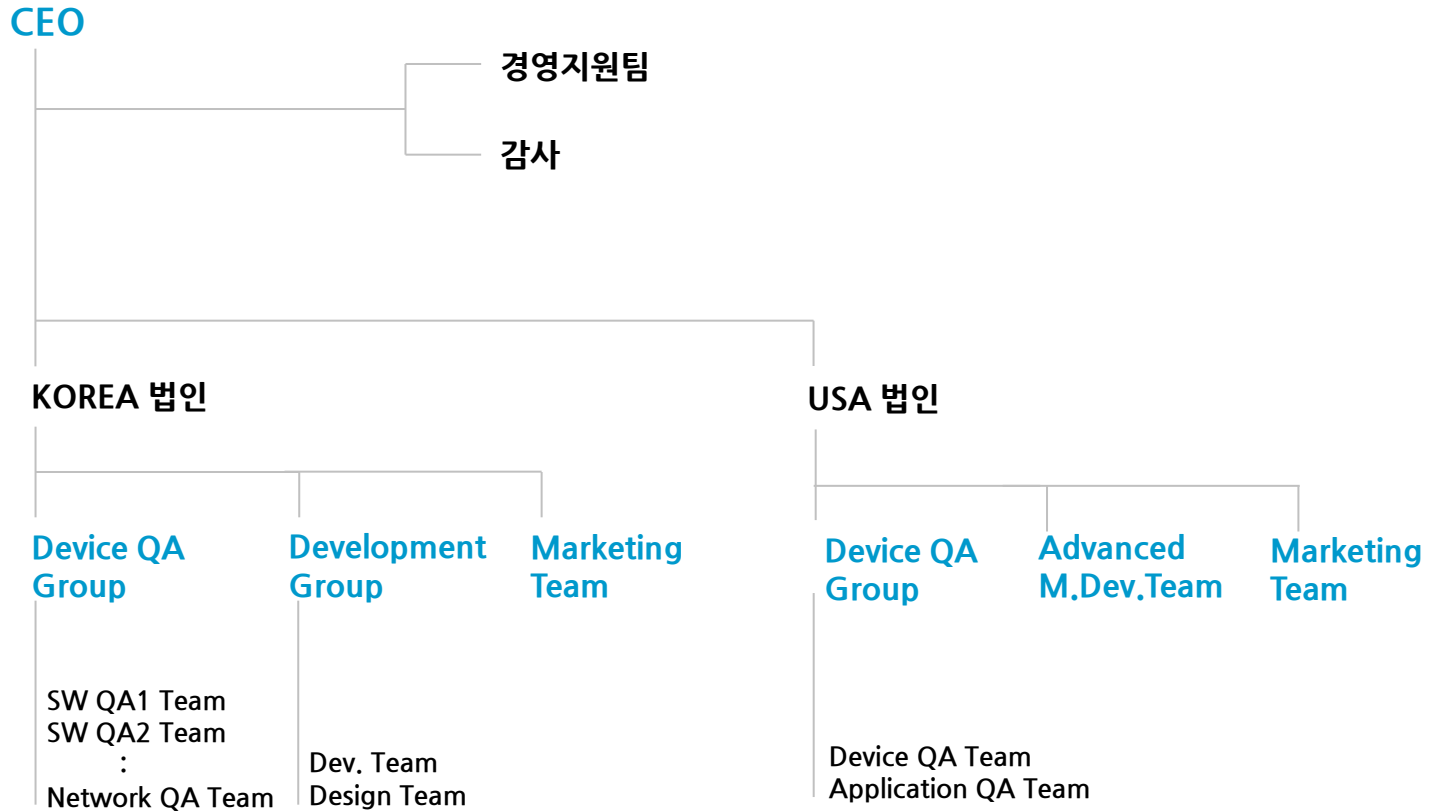 CEO
경영지원팀
감사
KOREA 법인
USA 법인
Device QA
Group
Development
Group
Marketing
Team
Device QA
Group
Advanced
M.Dev.Team
Marketing
Team
SW QA1 Team
SW QA2 Team
:
Network QA Team
Dev. Team
Design Team
Device QA Team
Application QA Team